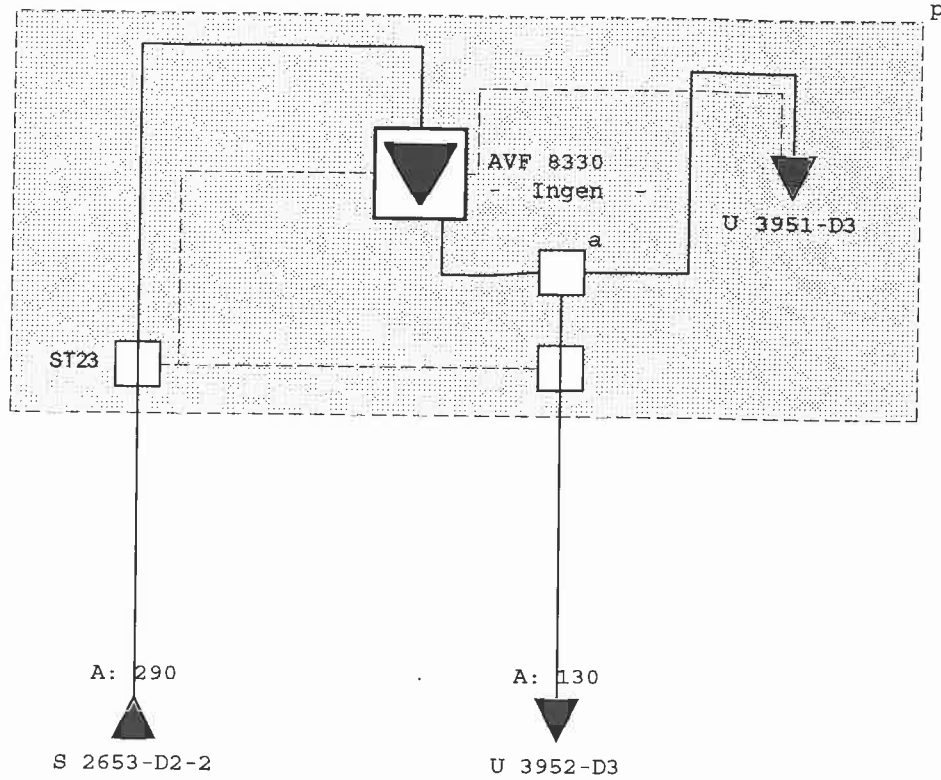 p
AVF 8330
- Ingen -
U 3951-D3
a
ST23
A: 290
A: 130
S 2653-D2-2
U 3952-D3